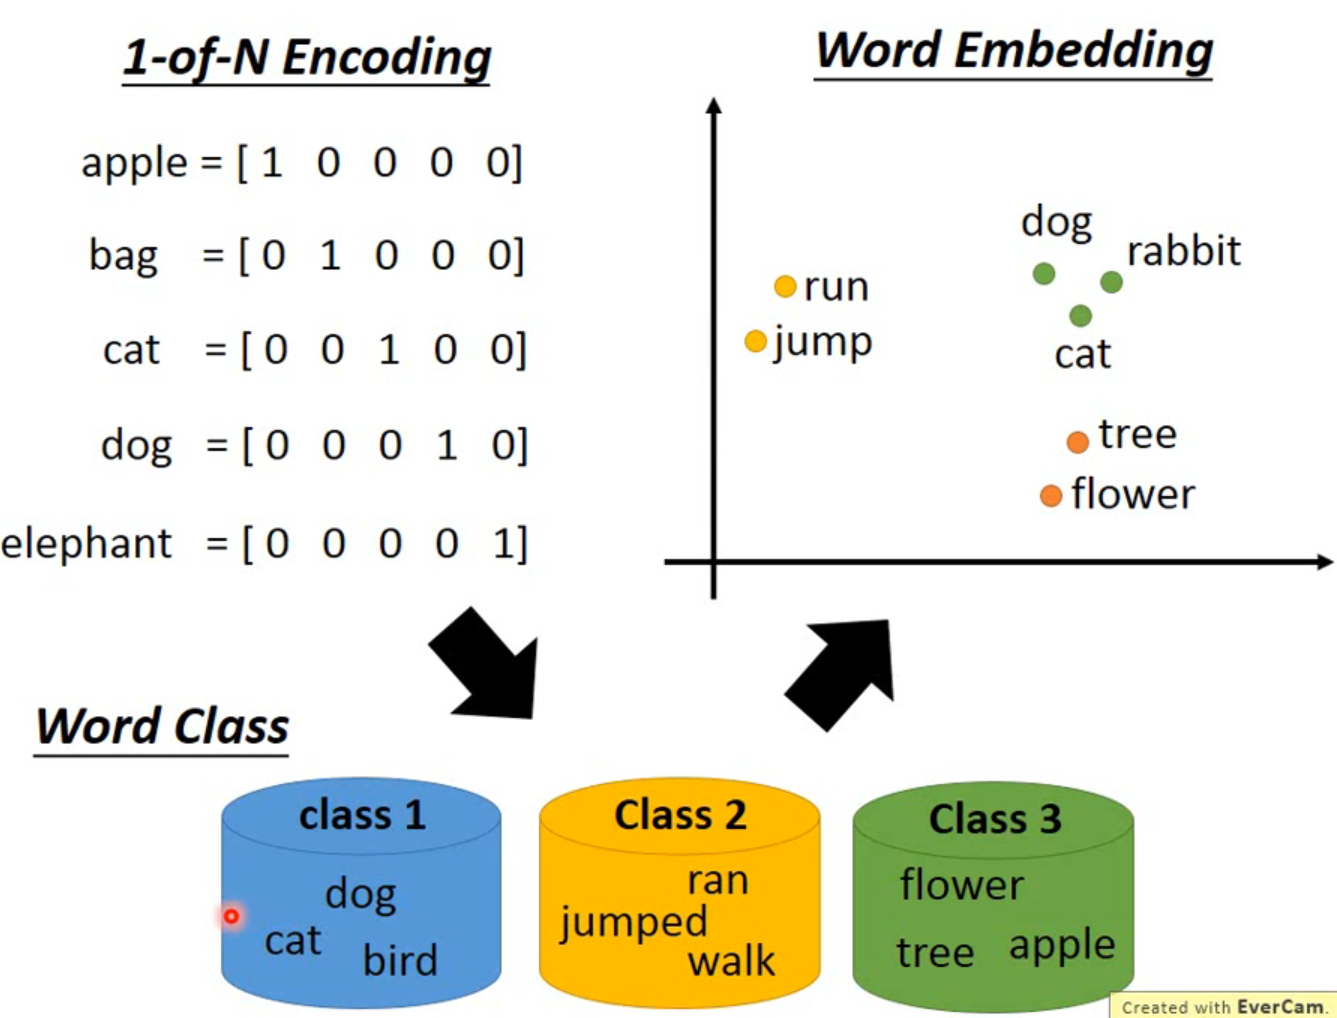 1-of-N Encoding
apple = [ 1 0 0 0 0]
bag = [ 0 1 0 0 0]
cat = [ 0 0 1 0 0]
dog = [ 0 0 0 1 0]
elephant = [ 0 0 0 0 1]
Word Embedding
dog
rabbit
run
jump
cat
tree
flower
Word Class
class 1
dog
cat
bird
Class 2
ran
jumped
walk
Class 3
flower
tree
apple
Created with EverCam.